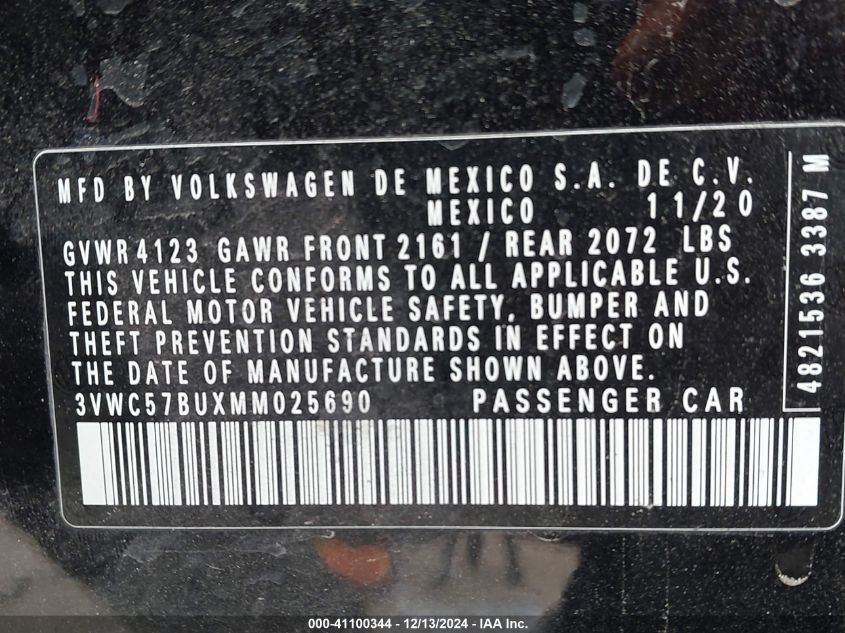 MFD BY VOLKSWAGEN DE MEXICO S.A. DE C.V.
MEXICO 11/20
GVWR 4123 GAWR FRONT 2161 / REAR 2072 LBS
THIS VEHICLE CONFORMS TO ALL APPLICABLE U.S.
FEDERAL MOTOR VEHICLE SAFETY, BUMPER AND
THEFT PREVENTION STANDARDS IN EFFECT ON
THE DATE OF MANUFACTURE SHOWN ABOVE.
3VWC57BUXMM025690 PASSENGER CAR
4821536 3387 M
000-41100344 - 12/13/2024 - IAA Inc.